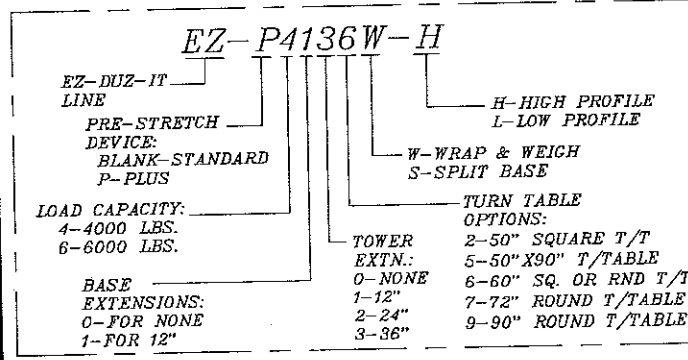 EZ-P4136W-H
EZ-DUZ-IT
LINE
PRE-STRETCH
DEVICE:
BLANK-STANDARD
P-PLUS
LOAD CAPACITY:
4-4000 LBS.
6-6000 LBS.
BASE
EXTENSIONS:
0-FOR NONE
1-FOR 12"
TOWER
EXTN.:
0-NONE
1-12"
2-24"
3-36"
H-HIGH PROFILE
L-LOW PROFILE
W-WRAP & WEIGH
S-SPLIT BASE
TURN TABLE
OPTIONS:
2-50" SQUARE T/T
5-50"X90" T/TABLE
6-60" SQ. OR RND T/T
7-72" ROUND T/TABLE
9-90" ROUND T/TABLE